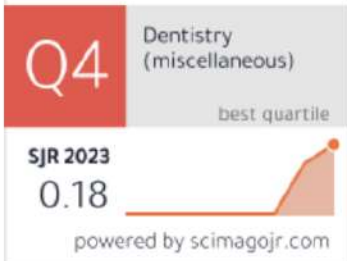 Q4
Dentistry
(miscellaneous)
best quartile
SJR 2023
0.18
powered by scimagojr.com